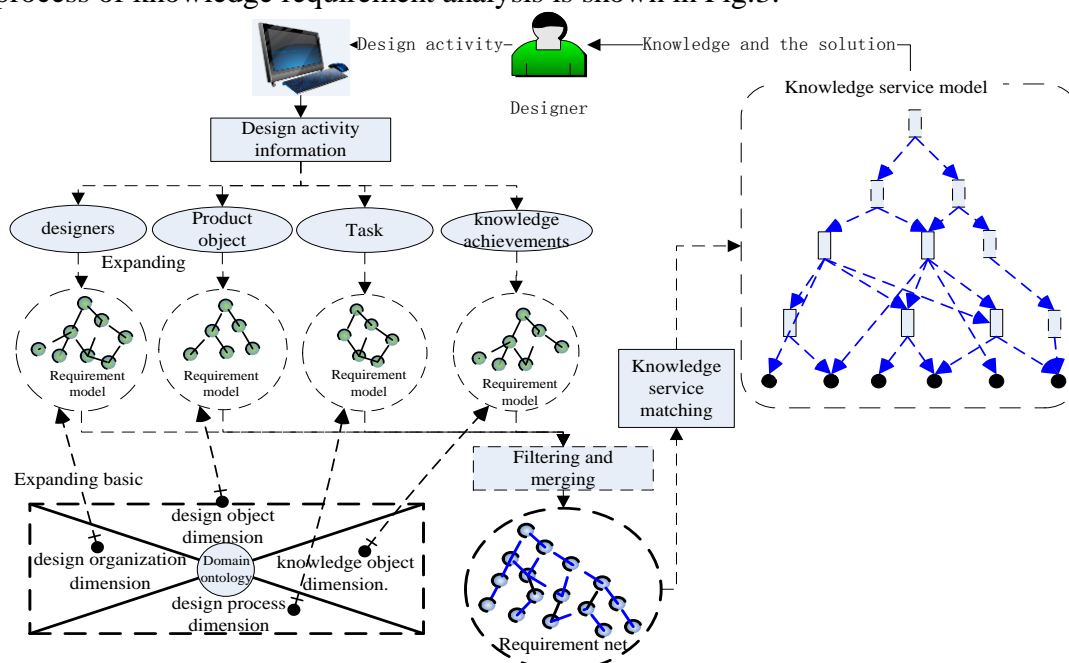 process of knowledge requirement analysis is shown in Fig.3.
Design activity
Knowledge and the solution
Designer
Knowledge service model
Design activity
information
designers
Product
object
Task
knowledge
achievements
Expanding
Requirement
model
Requirement
model
Requirement
model
Requirement
model
Knowledge
service
matching
Filtering and
merging
Expanding basic
design object
dimension
design organization
dimension
Domain
ontology
knowledge object
dimension.
design process
dimension
Requirement net